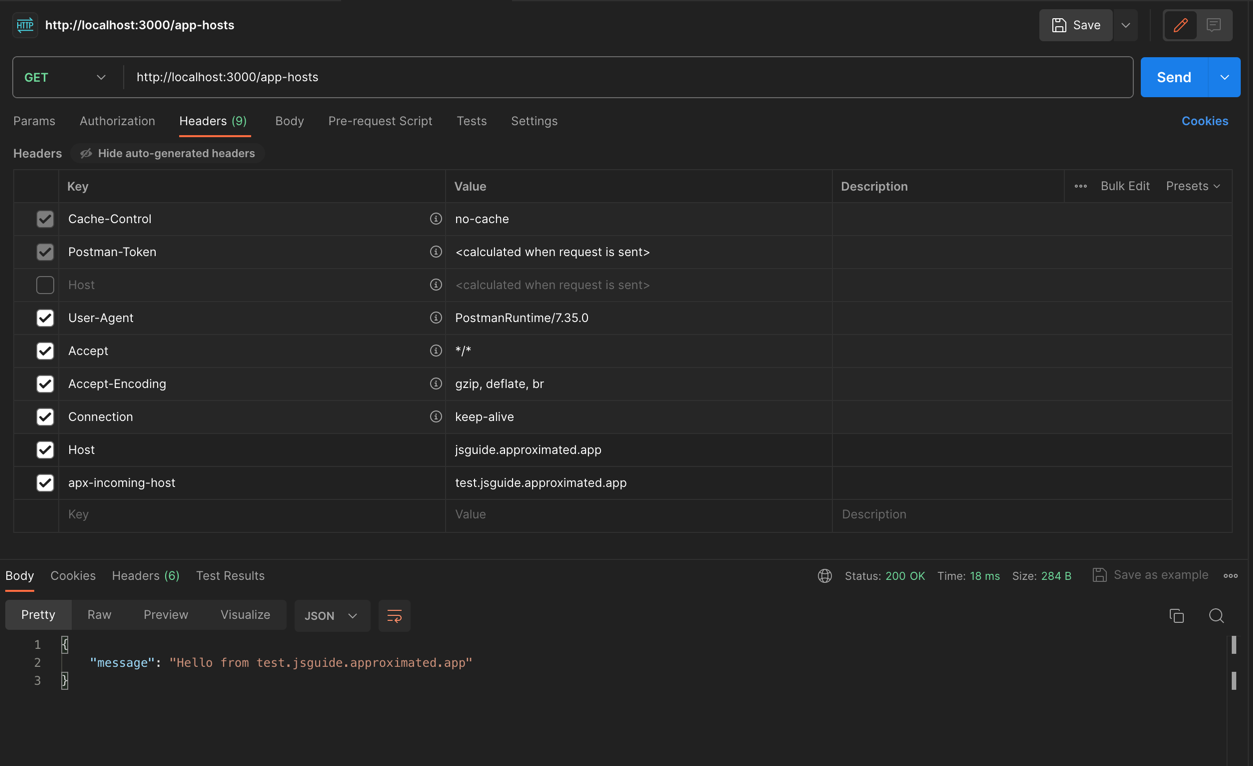 HTTP http://localhost:3000/app-hosts Save
GET http://localhost:3000/app-hosts Send
Params Authorization Headers (9) Body Pre-request Script Tests Settings Cookies
Headers Hide auto-generated headers
Key Value Description Bulk Edit Presets
Cache-Control no-cache
Postman-Token <calculated when request is sent>
Host <calculated when request is sent>
User-Agent PostmanRuntime/7.35.0
Accept */*
Accept-Encoding gzip, deflate, br
Connection keep-alive
Host jsguide.approximated.app
apx-incoming-host test.jsguide.approximated.app
Key Value Description
Body Cookies Headers (6) Test Results Status: 200 OK Time: 18 ms Size: 284 B Save as example
Pretty Raw Preview Visualize JSON
1 {
2 "message": "Hello from test.jsguide.approximated.app"
3 }